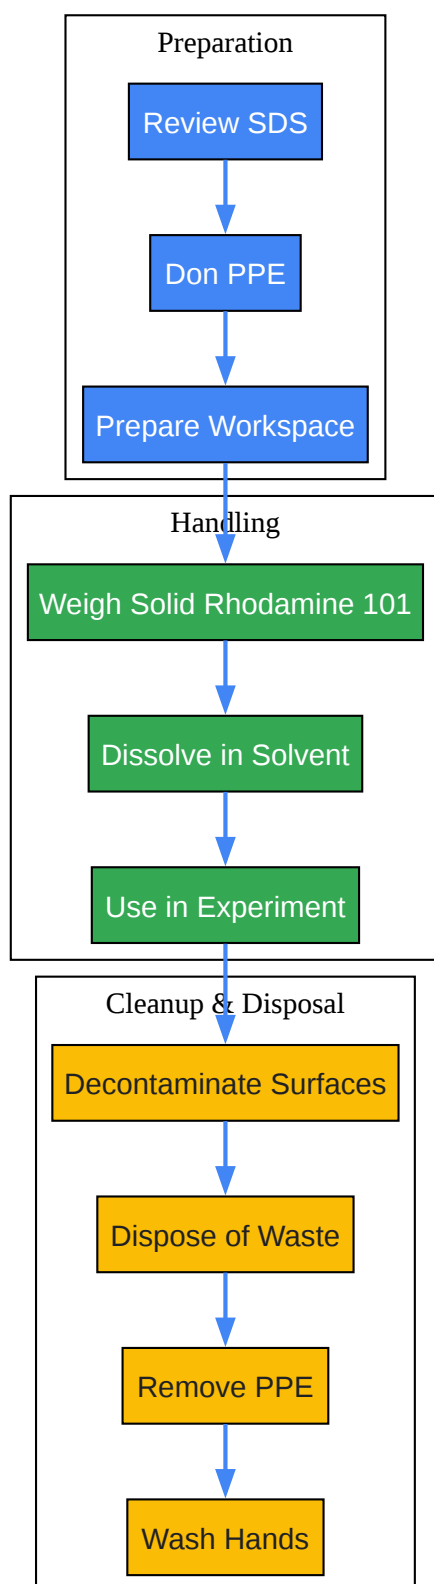 Preparation
Review SDS
Don PPE
Prepare Workspace
Handling
Weigh Solid Rhodamine 101
Dissolve in Solvent
Use in Experiment
Cleanup & Disposal
Decontaminate Surfaces
Dispose of Waste
Remove PPE
Wash Hands